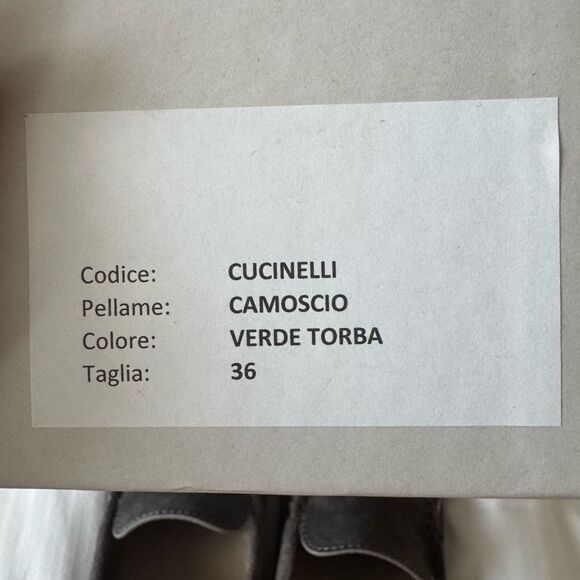 Codice: CUCINELLI
Pellame: CAMOSCIO
Colore: VERDE TORBA
Taglia: 36